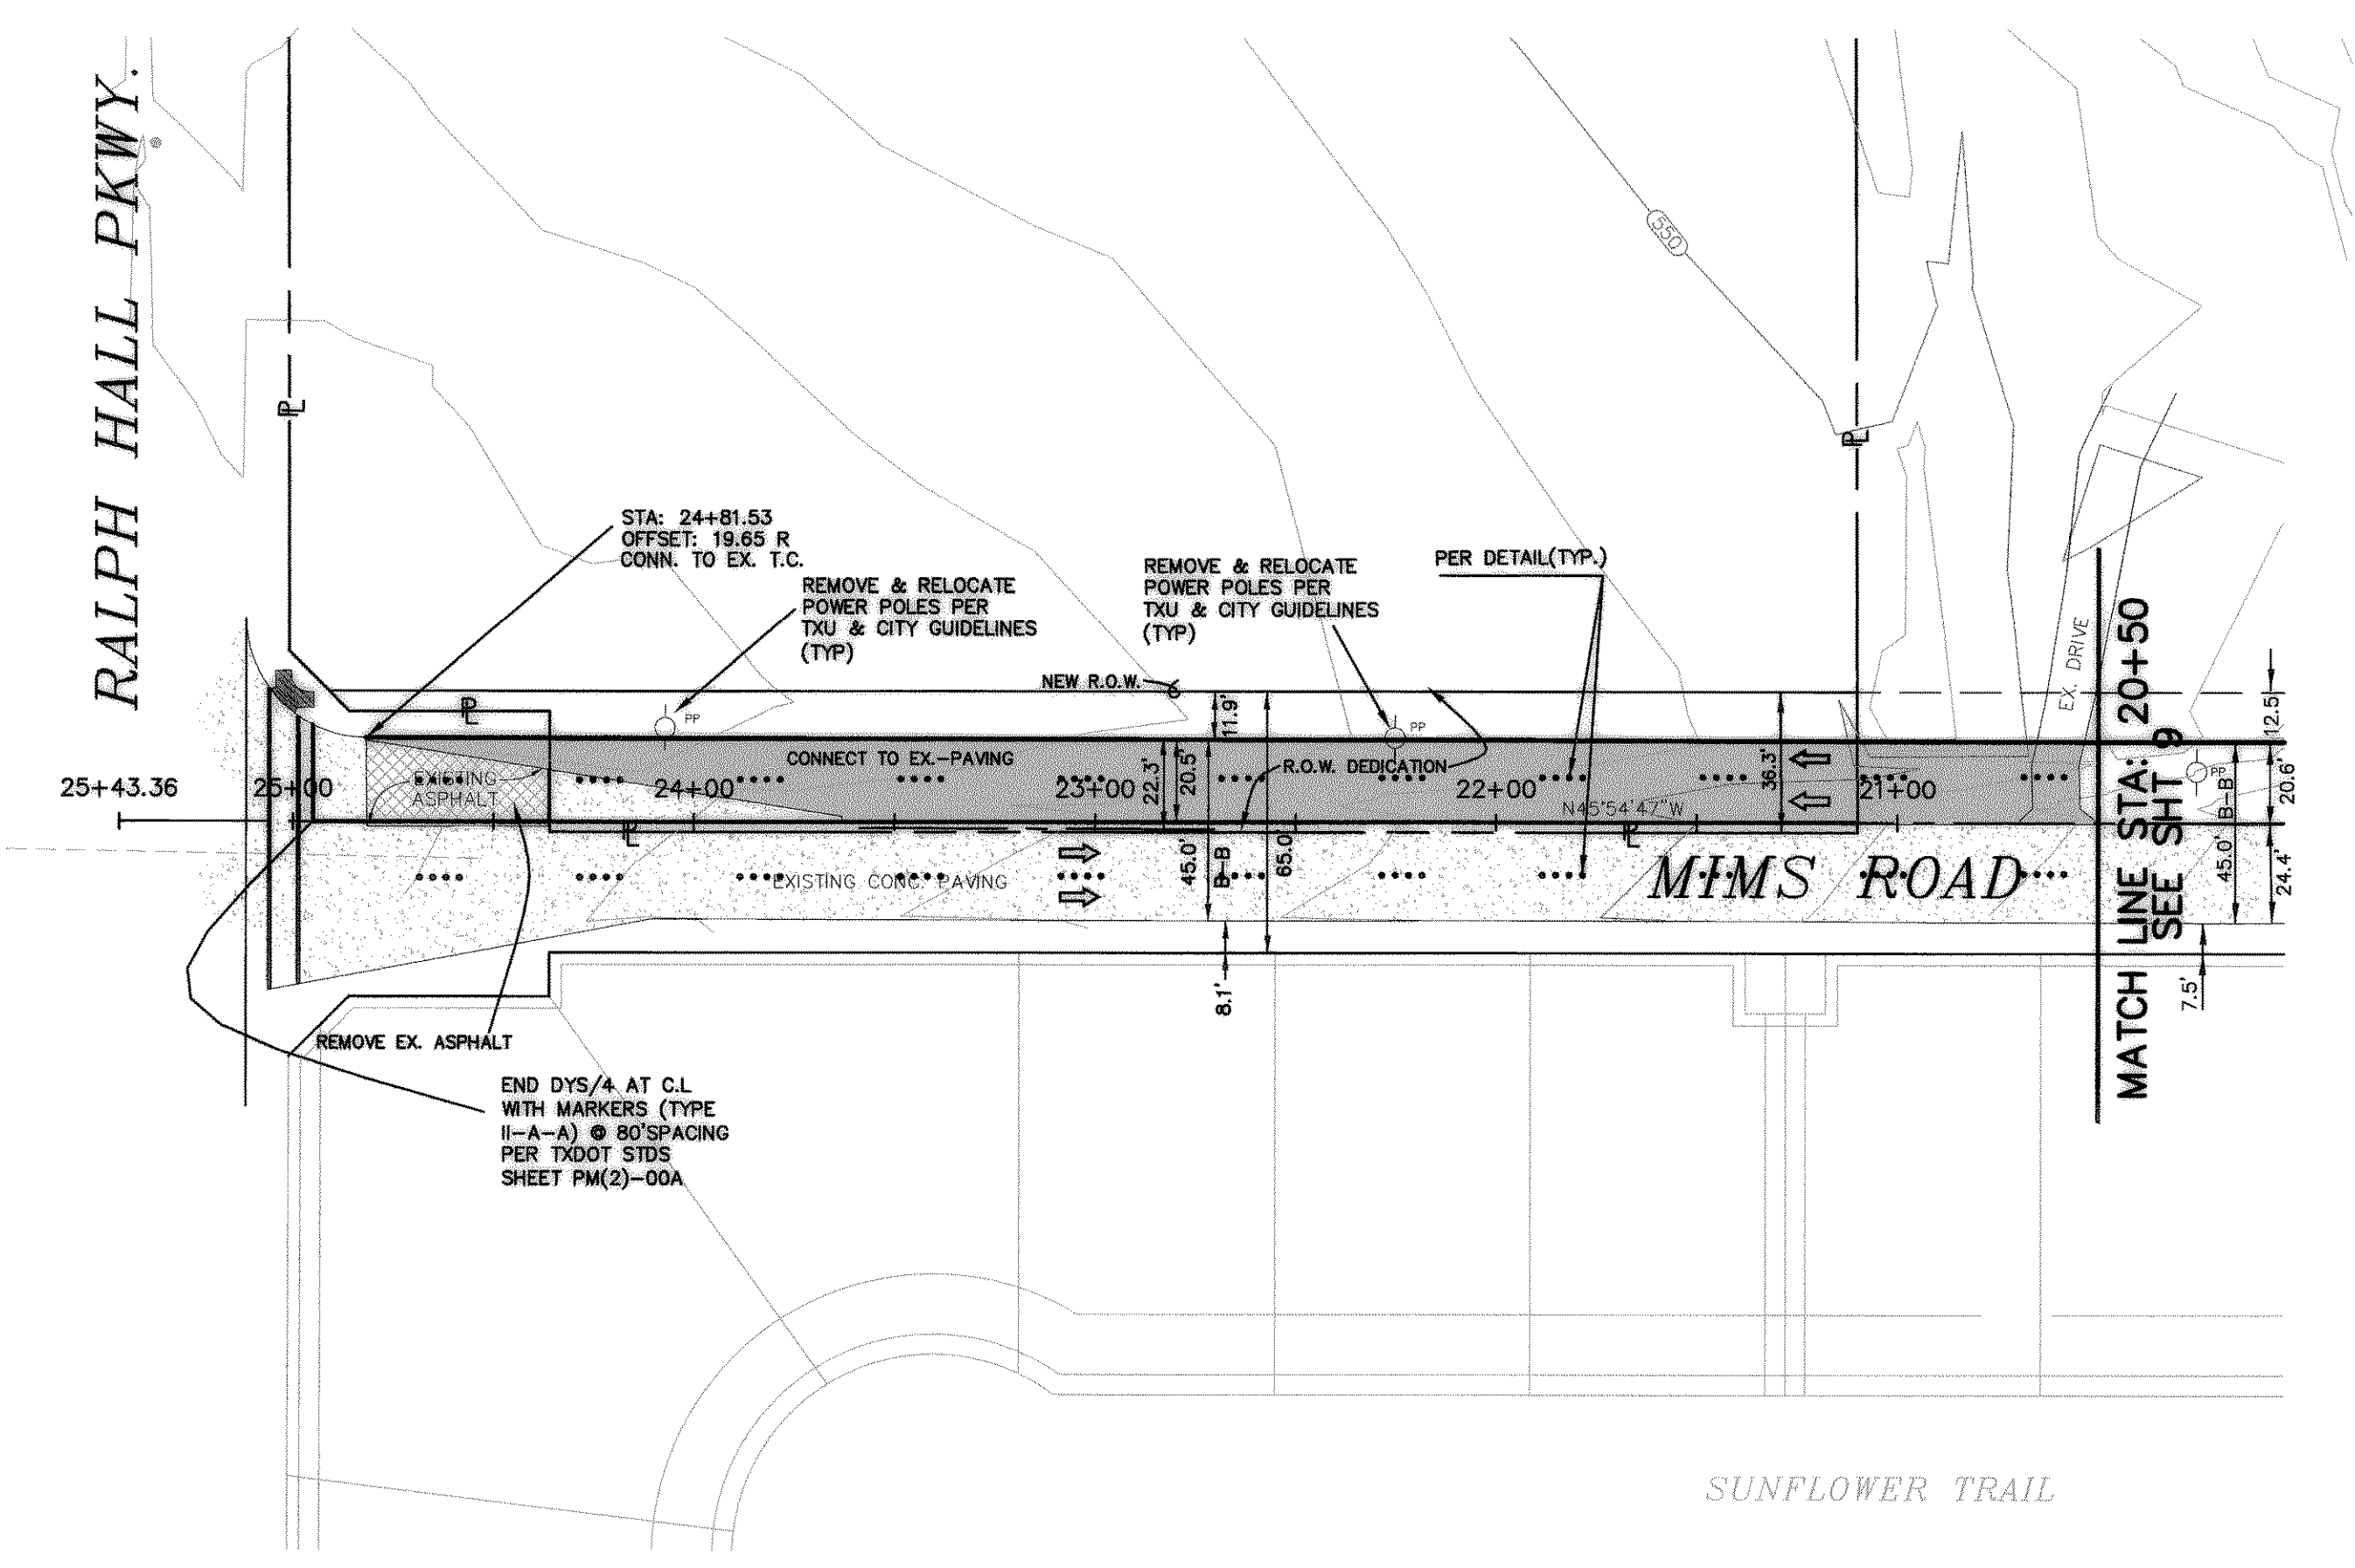 RALPH HALL PKWY.
550
STA: 24+81.53
OFFSET: 19.65 R
CONN. TO EX. T.C.
REMOVE & RELOCATE
POWER POLES PER
TXU & CITY GUIDELINES
(TYP)
REMOVE & RELOCATE
POWER POLES PER
TXU & CITY GUIDELINES
(TYP)
PER DETAIL(TYP.)
NEW R.O.W.
PP
PP
PP
EX. DRIVE
MATCH LINE STA: 20+50
SEE SHT 9
12.5'
11.9'
CONNECT TO EX.-PAVING
R.O.W. DEDICATION
EXISTING
ASPHALT
25+43.36
25+00
24+00
23+00
22+00
21+00
22.3'
20.5'
36.3'
20.6'
N45°54'47"W
45.0'
B-B
65.0'
45.0' B-B
24.4'
EXISTING CONC. PAVING
MIMS ROAD
8.1'
7.5'
PL
PL
PL
PL
PL
REMOVE EX. ASPHALT
END DYS/4 AT C.L
WITH MARKERS (TYPE
II-A-A) @ 80'SPACING
PER TXDOT STDS
SHEET PM(2)-00A
SUNFLOWER TRAIL